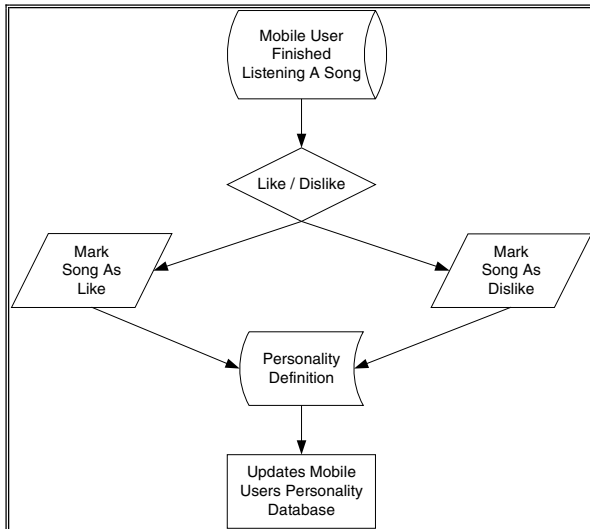 Mobile User
Finished
Listening A Song
Like / Dislike
Mark
Song As
Like
Mark
Song As
Dislike
Personality
Definition
Updates Mobile
Users Personality
Database